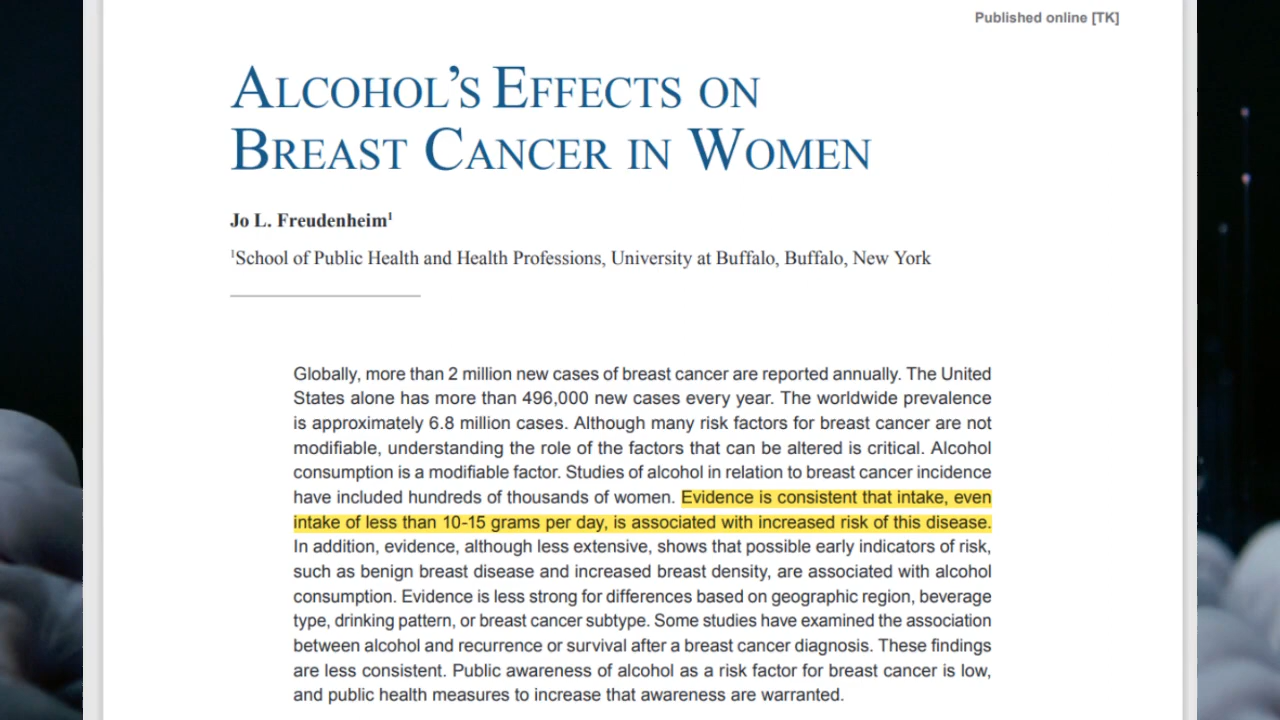 Published online [TK]
ALCOHOL’S EFFECTS ON
BREAST CANCER IN WOMEN
Jo L. Freudenheim¹
¹School of Public Health and Health Professions, University at Buffalo, Buffalo, New York
Globally, more than 2 million new cases of breast cancer are reported annually. The United
States alone has more than 496,000 new cases every year. The worldwide prevalence
is approximately 6.8 million cases. Although many risk factors for breast cancer are not
modifiable, understanding the role of the factors that can be altered is critical. Alcohol
consumption is a modifiable factor. Studies of alcohol in relation to breast cancer incidence
have included hundreds of thousands of women. Evidence is consistent that intake, even
intake of less than 10-15 grams per day, is associated with increased risk of this disease.
In addition, evidence, although less extensive, shows that possible early indicators of risk,
such as benign breast disease and increased breast density, are associated with alcohol
consumption. Evidence is less strong for differences based on geographic region, beverage
type, drinking pattern, or breast cancer subtype. Some studies have examined the association
between alcohol and recurrence or survival after a breast cancer diagnosis. These findings
are less consistent. Public awareness of alcohol as a risk factor for breast cancer is low,
and public health measures to increase that awareness are warranted.